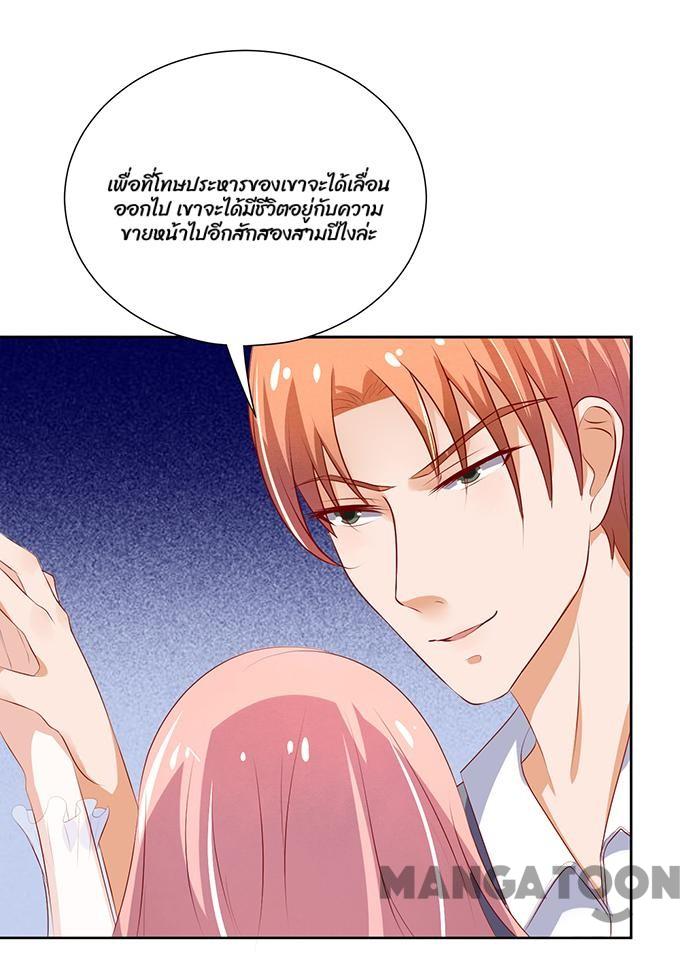 เพื่อที่โทษประหารของเขาจะได้เลื่อน
ออกไป เขาจะได้มีชีวิตอยู่กับความ
ขายหน้าไปอีกสักสองสามปีไงล่ะ
MANGATOON